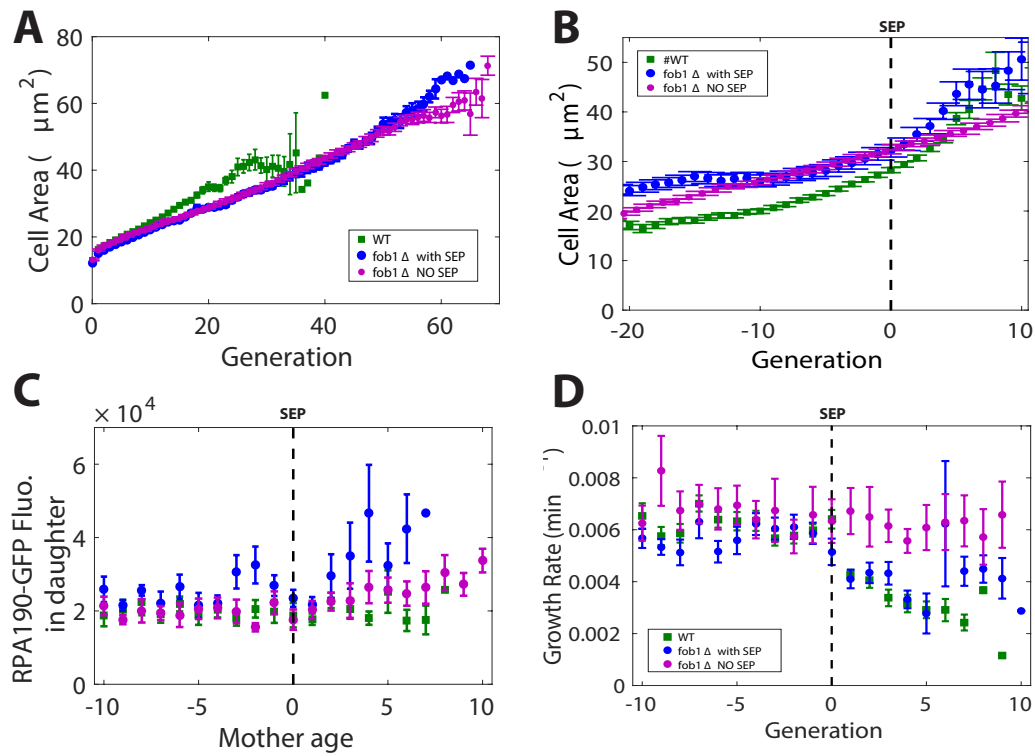 A
Cell Area ( μm²)
80
60
40
20
0
0 20 40 60
Generation
WT
fob1 Δ with SEP
fob1 Δ NO SEP
B
SEP
Cell Area ( μm²)
50
40
30
20
10
0
-20 -10 0 10
Generation
#WT
fob1 Δ with SEP
fob1 Δ NO SEP
C
× 10⁴
SEP
RPA190-GFP Fluo.
in daughter
6
4
2
0
-10 -5 0 5 10
Mother age
D
SEP
Growth Rate (min⁻¹)
0.01
0.008
0.006
0.004
0.002
0
-10 -5 0 5 10
Generation
WT
fob1 Δ with SEP
fob1 Δ NO SEP